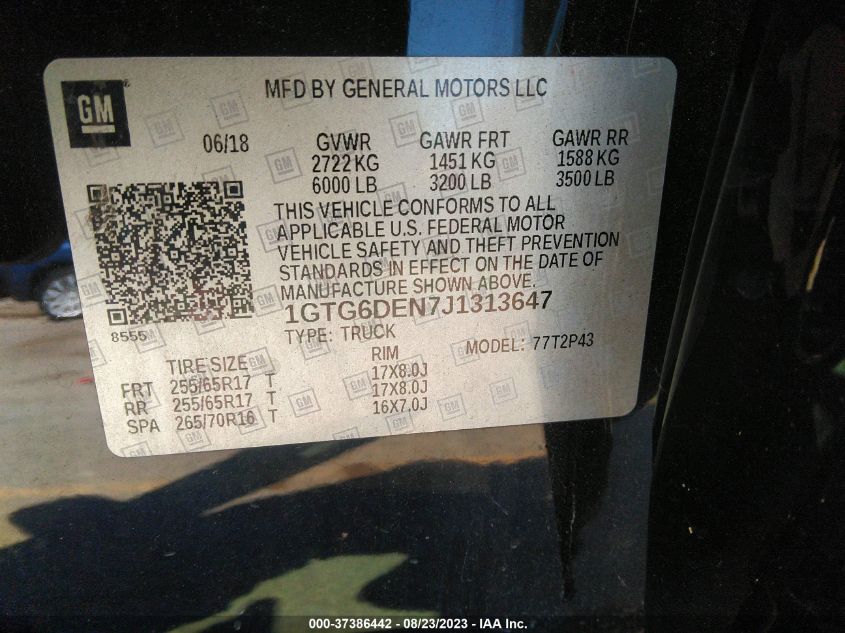 GM
MFD BY GENERAL MOTORS LLC
06/18 GVWR GAWR FRT GAWR RR
2722 KG 1451 KG 1588 KG
6000 LB 3200 LB 3500 LB
THIS VEHICLE CONFORMS TO ALL
APPLICABLE U.S. FEDERAL MOTOR
VEHICLE SAFETY AND THEFT PREVENTION
STANDARDS IN EFFECT ON THE DATE OF
MANUFACTURE SHOWN ABOVE.
8555 1GTG6DEN7J1313647
TYPE: TRUCK MODEL: 77T2P43
TIRE SIZE RIM
FRT 255/65R17 T 17X8.0J
RR 255/65R17 T 17X8.0J
SPA 265/70R16 T 16X7.0J
000-37386442 - 08/23/2023 - IAA Inc.